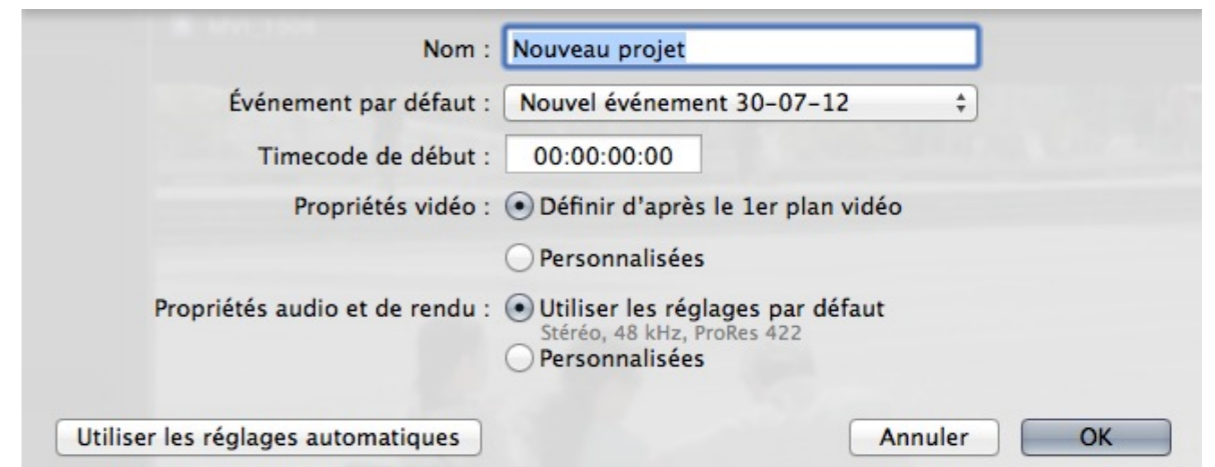 Nom : Nouveau projet
Événement par défaut : Nouvel événement 30-07-12
Timecode de début : 00:00:00:00
Propriétés vidéo : Définir d'après le 1er plan vidéo
Personnalisées
Propriétés audio et de rendu : Utiliser les réglages par défaut
Stéréo, 48 kHz, ProRes 422
Personnalisées
Utiliser les réglages automatiques Annuler OK